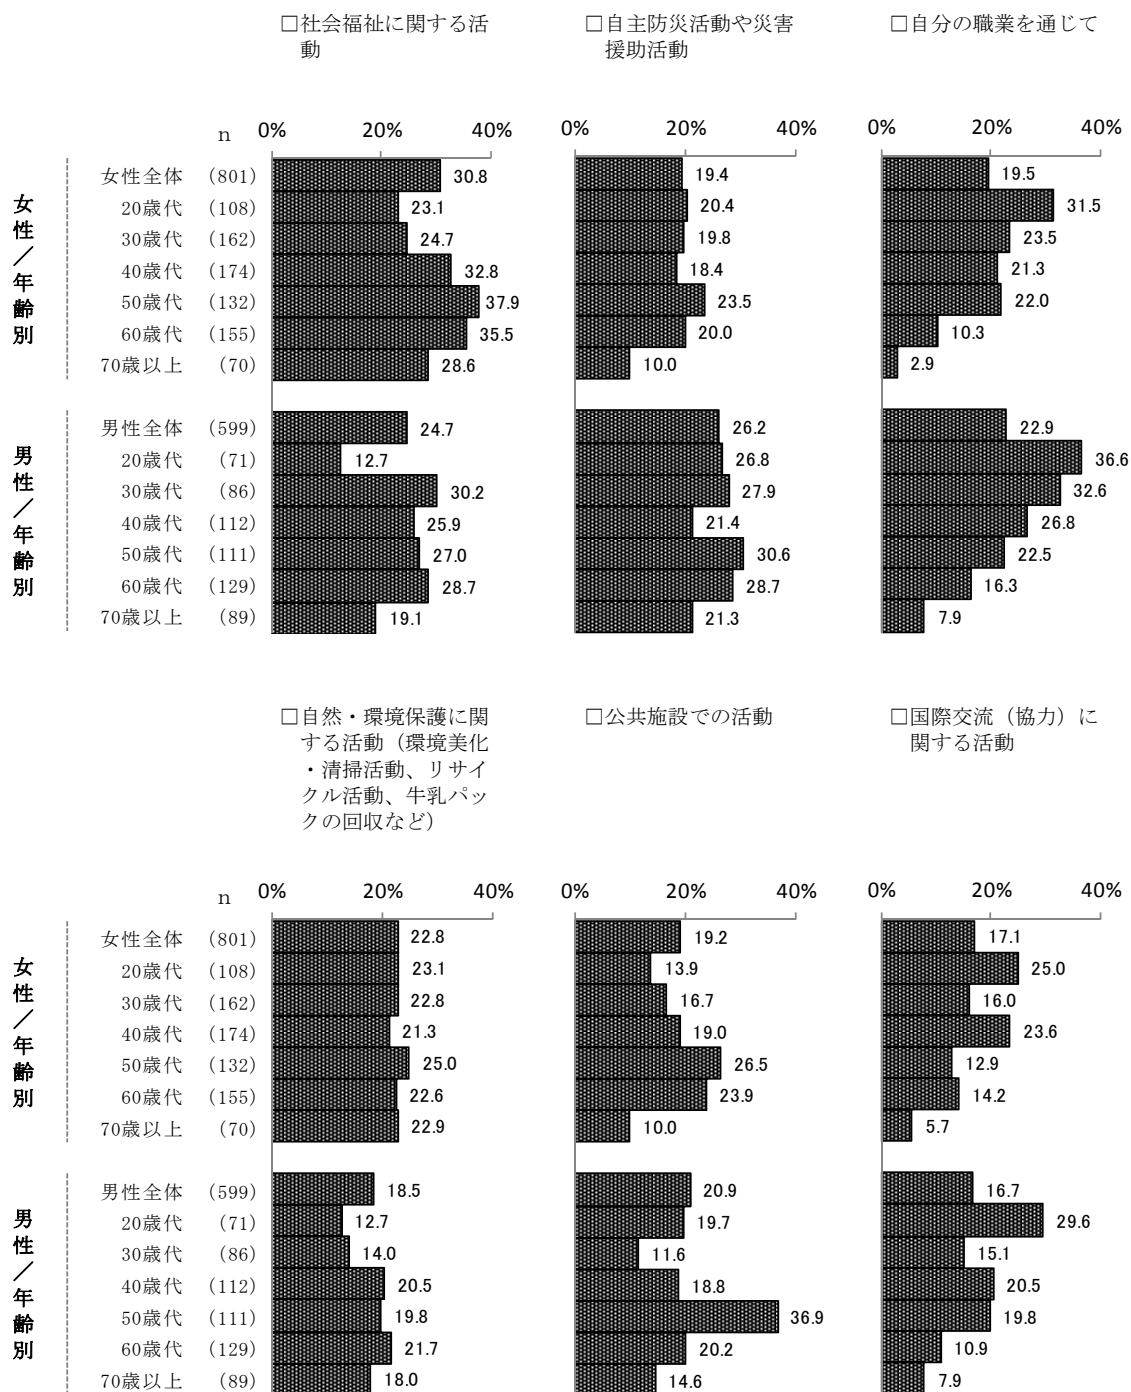 □社会福祉に関する活
動
□自主防災活動や災害
援助活動
□自分の職業を通じて
n 0% 20% 40% 0% 20% 40% 0% 20% 40%
女性／年齢別
女性全体 (801) 30.8 19.4 19.5
20歳代 (108) 23.1 20.4 31.5
30歳代 (162) 24.7 19.8 23.5
40歳代 (174) 32.8 18.4 21.3
50歳代 (132) 37.9 23.5 22.0
60歳代 (155) 35.5 20.0 10.3
70歳以上 (70) 28.6 10.0 2.9
男性／年齢別
男性全体 (599) 24.7 26.2 22.9
20歳代 (71) 12.7 26.8 36.6
30歳代 (86) 30.2 27.9 32.6
40歳代 (112) 25.9 21.4 26.8
50歳代 (111) 27.0 30.6 22.5
60歳代 (129) 28.7 28.7 16.3
70歳以上 (89) 19.1 21.3 7.9
□自然・環境保護に関
する活動（環境美化
・清掃活動、リサイ
クル活動、牛乳パッ
クの回収など）
□公共施設での活動
□国際交流（協力）に
関する活動
n 0% 20% 40% 0% 20% 40% 0% 20% 40%
女性／年齢別
女性全体 (801) 22.8 19.2 17.1
20歳代 (108) 23.1 13.9 25.0
30歳代 (162) 22.8 16.7 16.0
40歳代 (174) 21.3 19.0 23.6
50歳代 (132) 25.0 26.5 12.9
60歳代 (155) 22.6 23.9 14.2
70歳以上 (70) 22.9 10.0 5.7
男性／年齢別
男性全体 (599) 18.5 20.9 16.7
20歳代 (71) 12.7 19.7 29.6
30歳代 (86) 14.0 11.6 15.1
40歳代 (112) 20.5 18.8 20.5
50歳代 (111) 19.8 36.9 19.8
60歳代 (129) 21.7 20.2 10.9
70歳以上 (89) 18.0 14.6 7.9